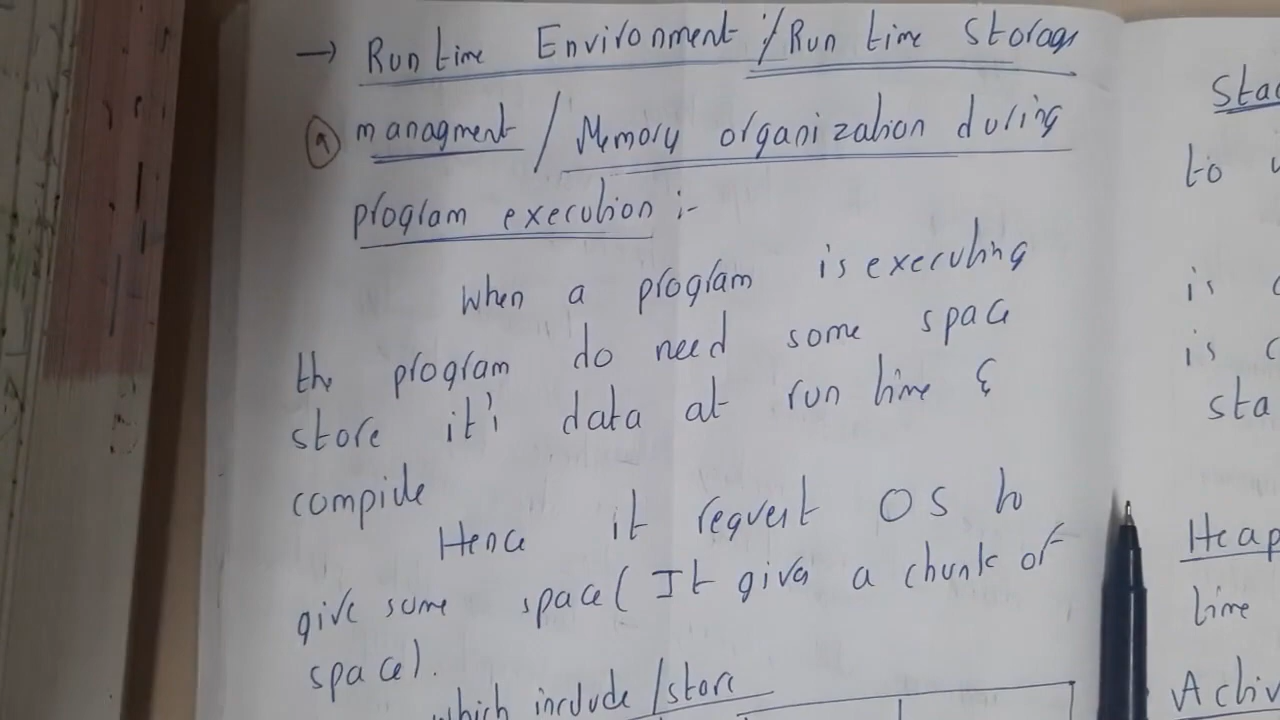 → Run time Environment / Run time Storage
managment / Memory organization during
program execution :-
When a program is executing
the program do need some space
store it's data at run time &
compile
Hence it request OS to
give some space ( It gives a chunk of
space).
which include / store
Stac
to
is
is
sta
Heap
time
Activ